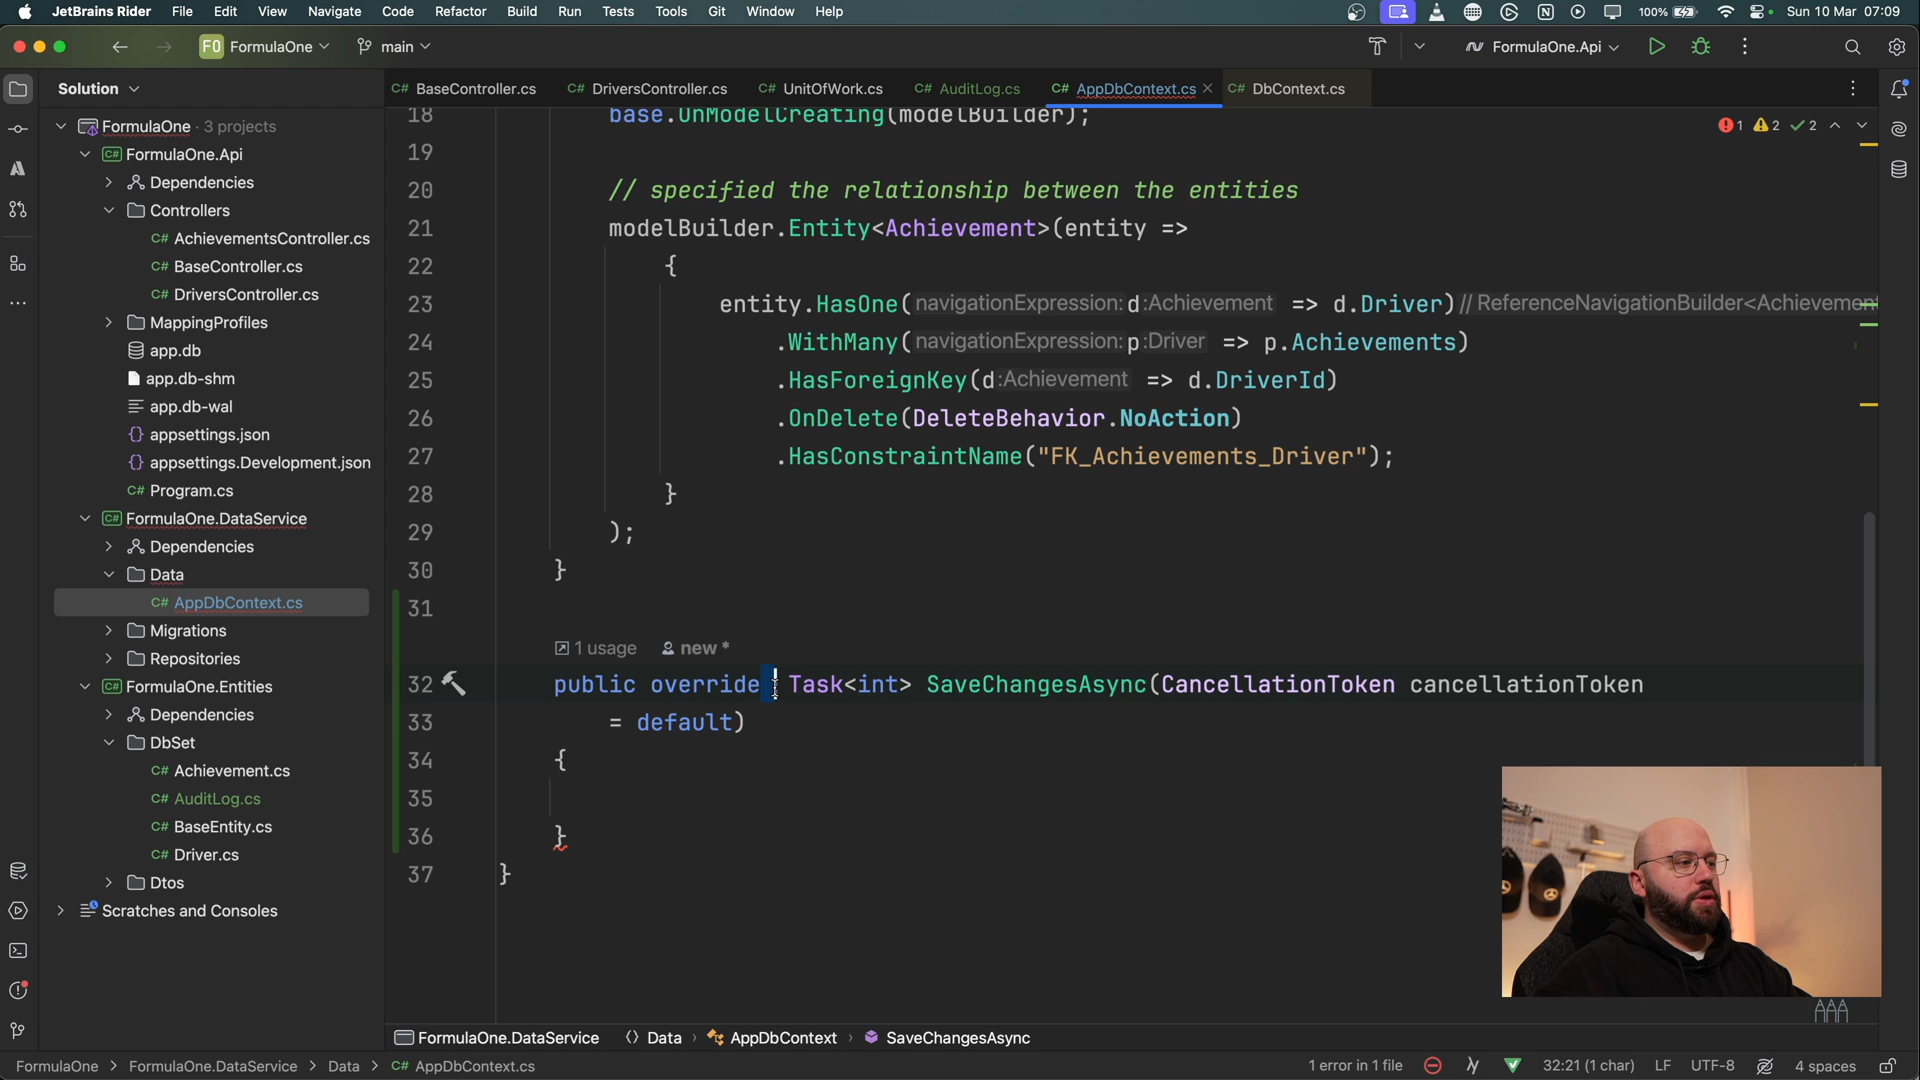 JetBrains Rider File Edit View Navigate Code Refactor Build Run Tests Tools Git Window Help 100% Sun 10 Mar 07:09
FO FormulaOne main FormulaOne.Api
Solution
FormulaOne · 3 projects
FormulaOne.Api
Dependencies
Controllers
C# AchievementsController.cs
C# BaseController.cs
C# DriversController.cs
MappingProfiles
app.db
app.db-shm
app.db-wal
{} appsettings.json
{} appsettings.Development.json
C# Program.cs
FormulaOne.DataService
Dependencies
Data
C# AppDbContext.cs
Migrations
Repositories
FormulaOne.Entities
Dependencies
DbSet
C# Achievement.cs
C# AuditLog.cs
C# BaseEntity.cs
C# Driver.cs
Dtos
Scratches and Consoles
C# BaseController.cs C# DriversController.cs C# UnitOfWork.cs C# AuditLog.cs C# AppDbContext.cs C# DbContext.cs
1 2 2
18 base.OnModelCreating(modelBuilder);
19
20 // specified the relationship between the entities
21 modelBuilder.Entity<Achievement>(entity =>
22 {
23 entity.HasOne( navigationExpression: d :Achievement => d.Driver) // ReferenceNavigationBuilder<Achievement
24 .WithMany( navigationExpression: p :Driver => p.Achievements)
25 .HasForeignKey(d :Achievement => d.DriverId)
26 .OnDelete(DeleteBehavior.NoAction)
27 .HasConstraintName("FK_Achievements_Driver");
28 }
29 );
30 }
31
1 usage new *
32 public override Task<int> SaveChangesAsync(CancellationToken cancellationToken
33 = default)
34 {
35
36 }
37 }
FormulaOne.DataService Data AppDbContext SaveChangesAsync
FormulaOne > FormulaOne.DataService > Data > C# AppDbContext.cs 1 error in 1 file 32:21 (1 char) LF UTF-8 4 spaces